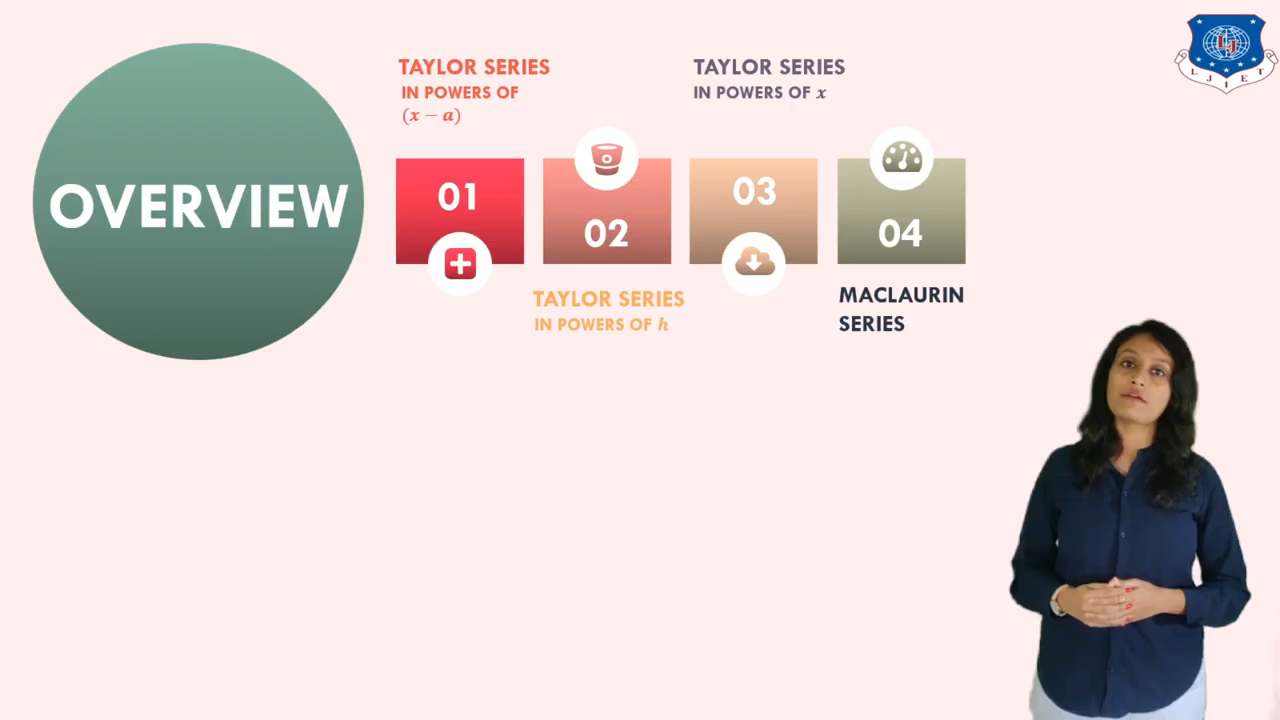 OVERVIEW
TAYLOR SERIES
IN POWERS OF
(x − a)
01
02
TAYLOR SERIES
IN POWERS OF h
TAYLOR SERIES
IN POWERS OF x
03
04
MACLAURIN
SERIES
LJIET